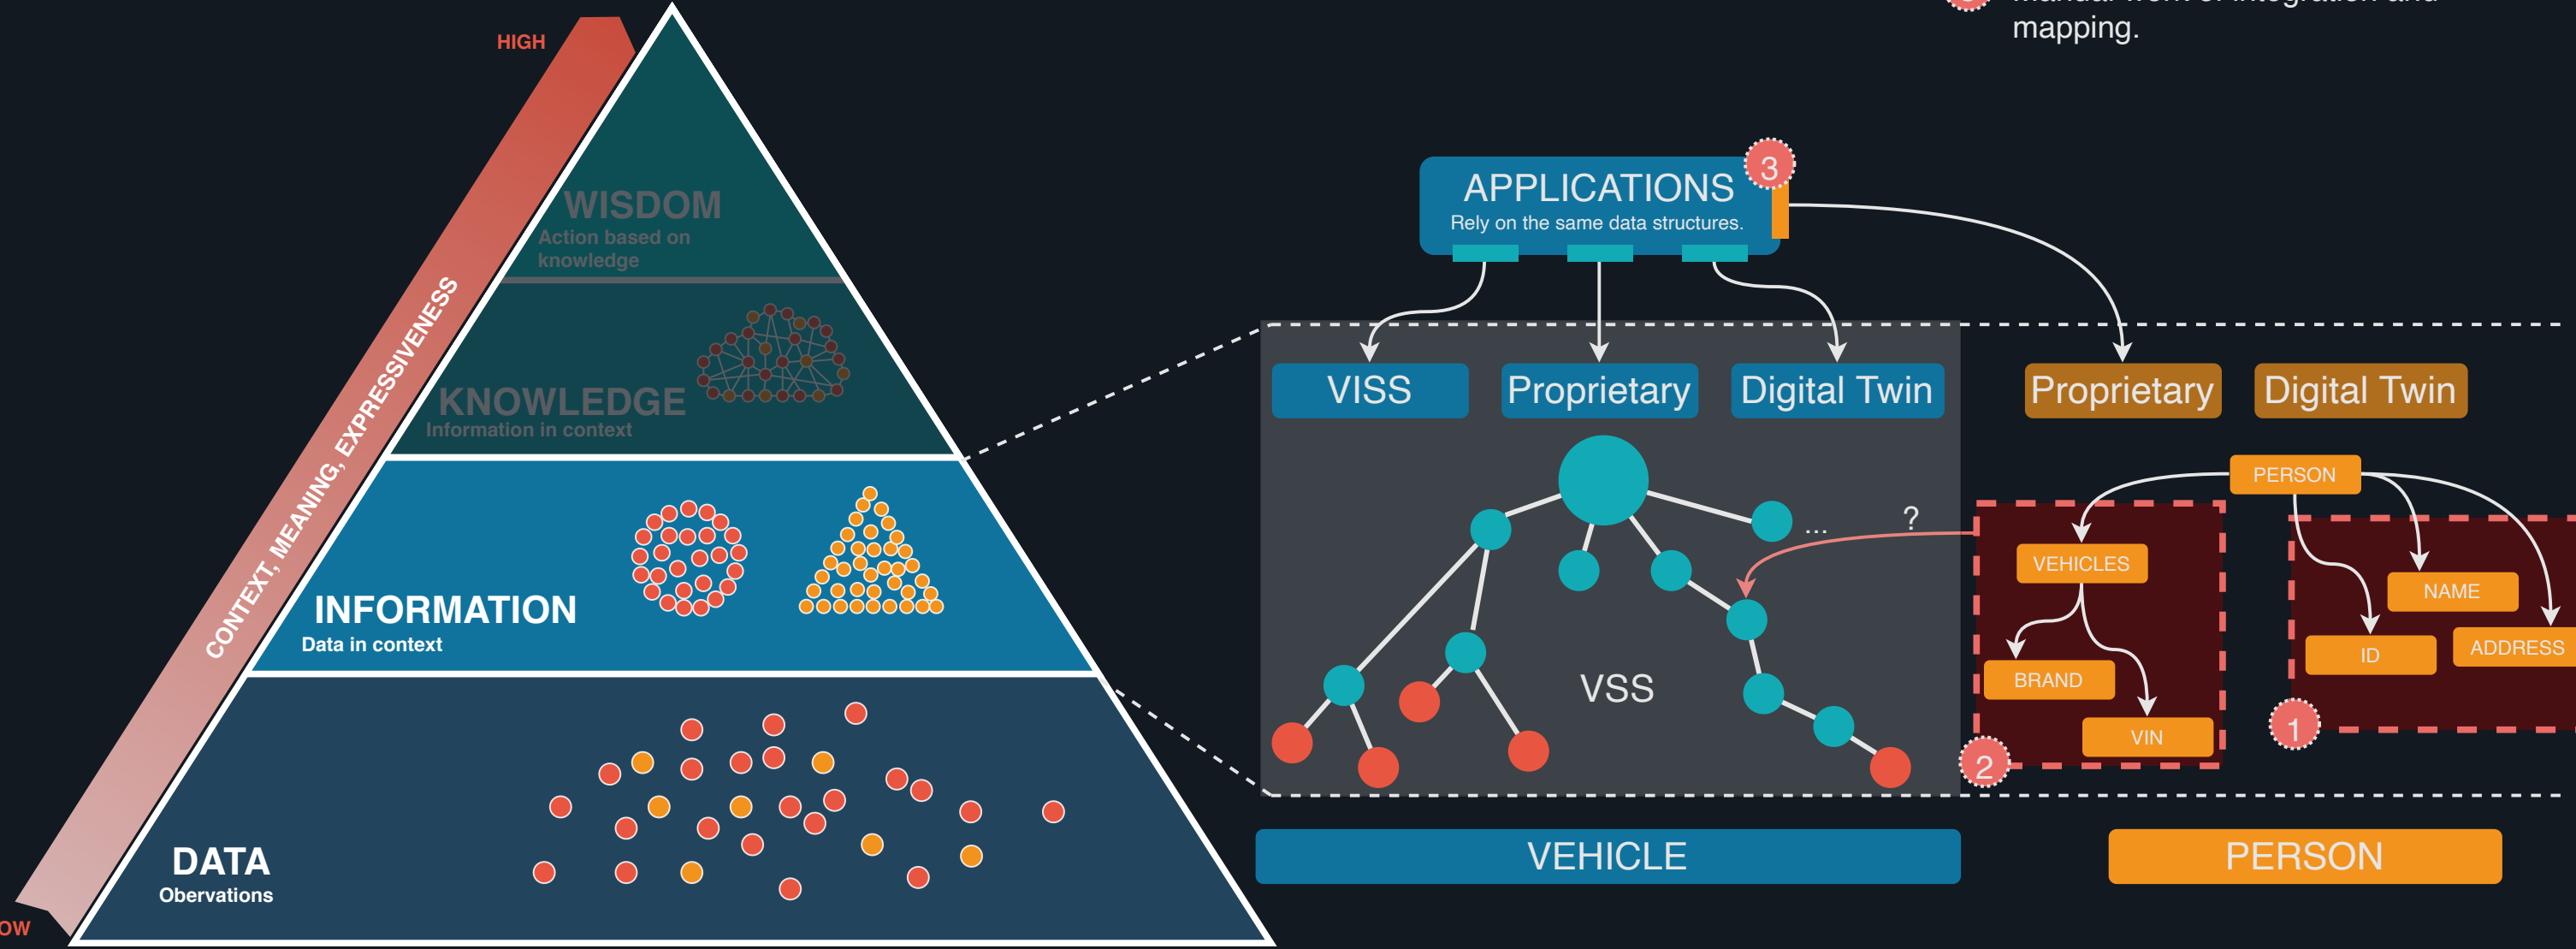 HIGH
mapping.
3
APPLICATIONS
Rely on the same data structures.
WISDOM
Action based on
knowledge
CONTEXT, MEANING, EXPRESSIVENESS
KNOWLEDGE
Information in context
VISS
Proprietary
Digital Twin
Proprietary
Digital Twin
PERSON
... ?
VEHICLES
NAME
ID
ADDRESS
BRAND
VIN
1
2
VSS
INFORMATION
Data in context
DATA
Obervations
VEHICLE
PERSON
OW